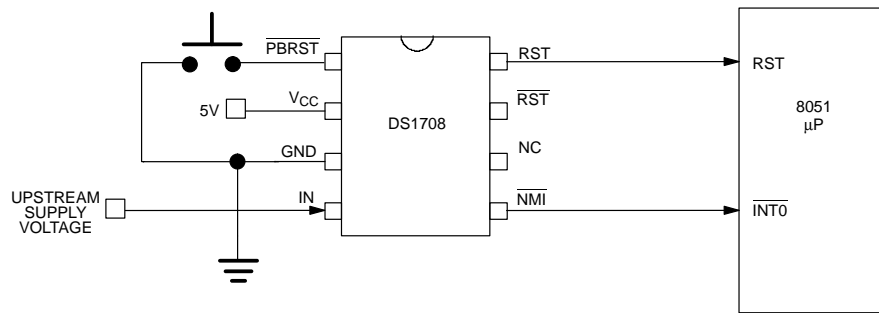 PBRST
RST
RST
5V
VCC
RST
8051
μP
DS1708
GND
NC
UPSTREAM
SUPPLY
VOLTAGE
IN
NMI
INT0